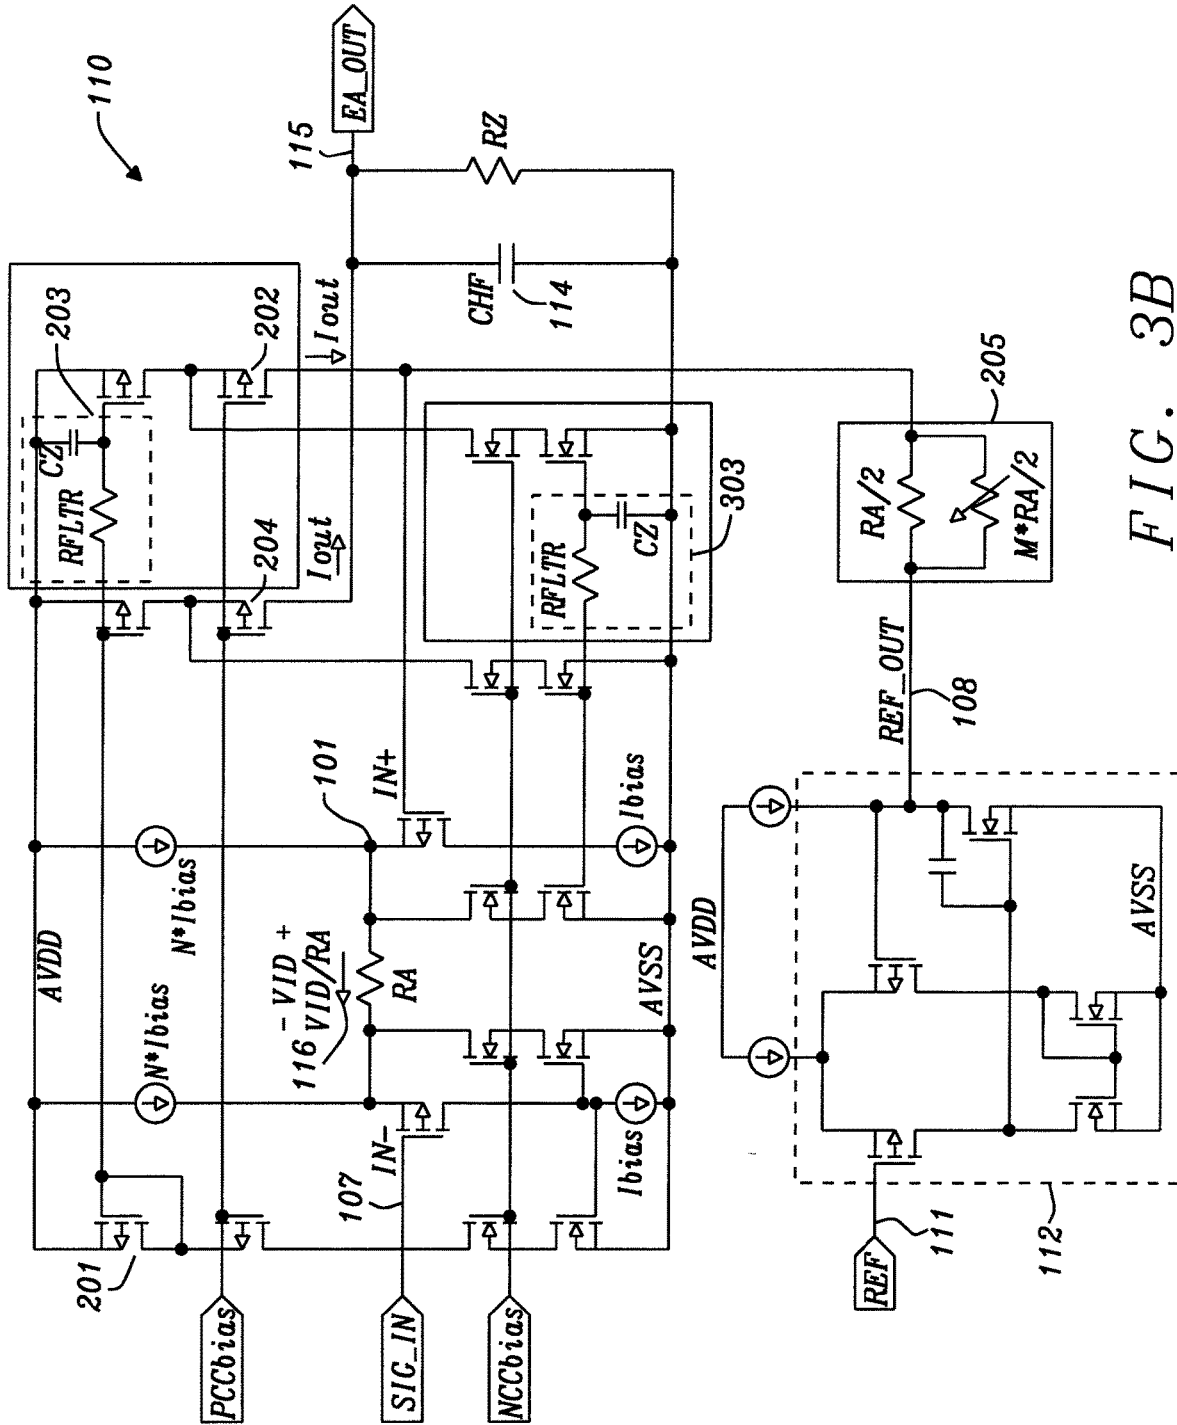 110
203
202
CZ
RFLTR
204
Iout
Iout
115
EA_OUT
CHF
114
RZ
201
PCCbias
AVDD
N*Ibias
N*Ibias
101
IN+
- VID +
VID/RA
116
RA
107
IN-
SIG_IN
NCCbias
Ibias
Ibias
AVSS
RFLTR
CZ
303
REF
111
112
AVDD
AVSS
REF_OUT
108
RA/2
M*RA/2
205
FIG. 3B